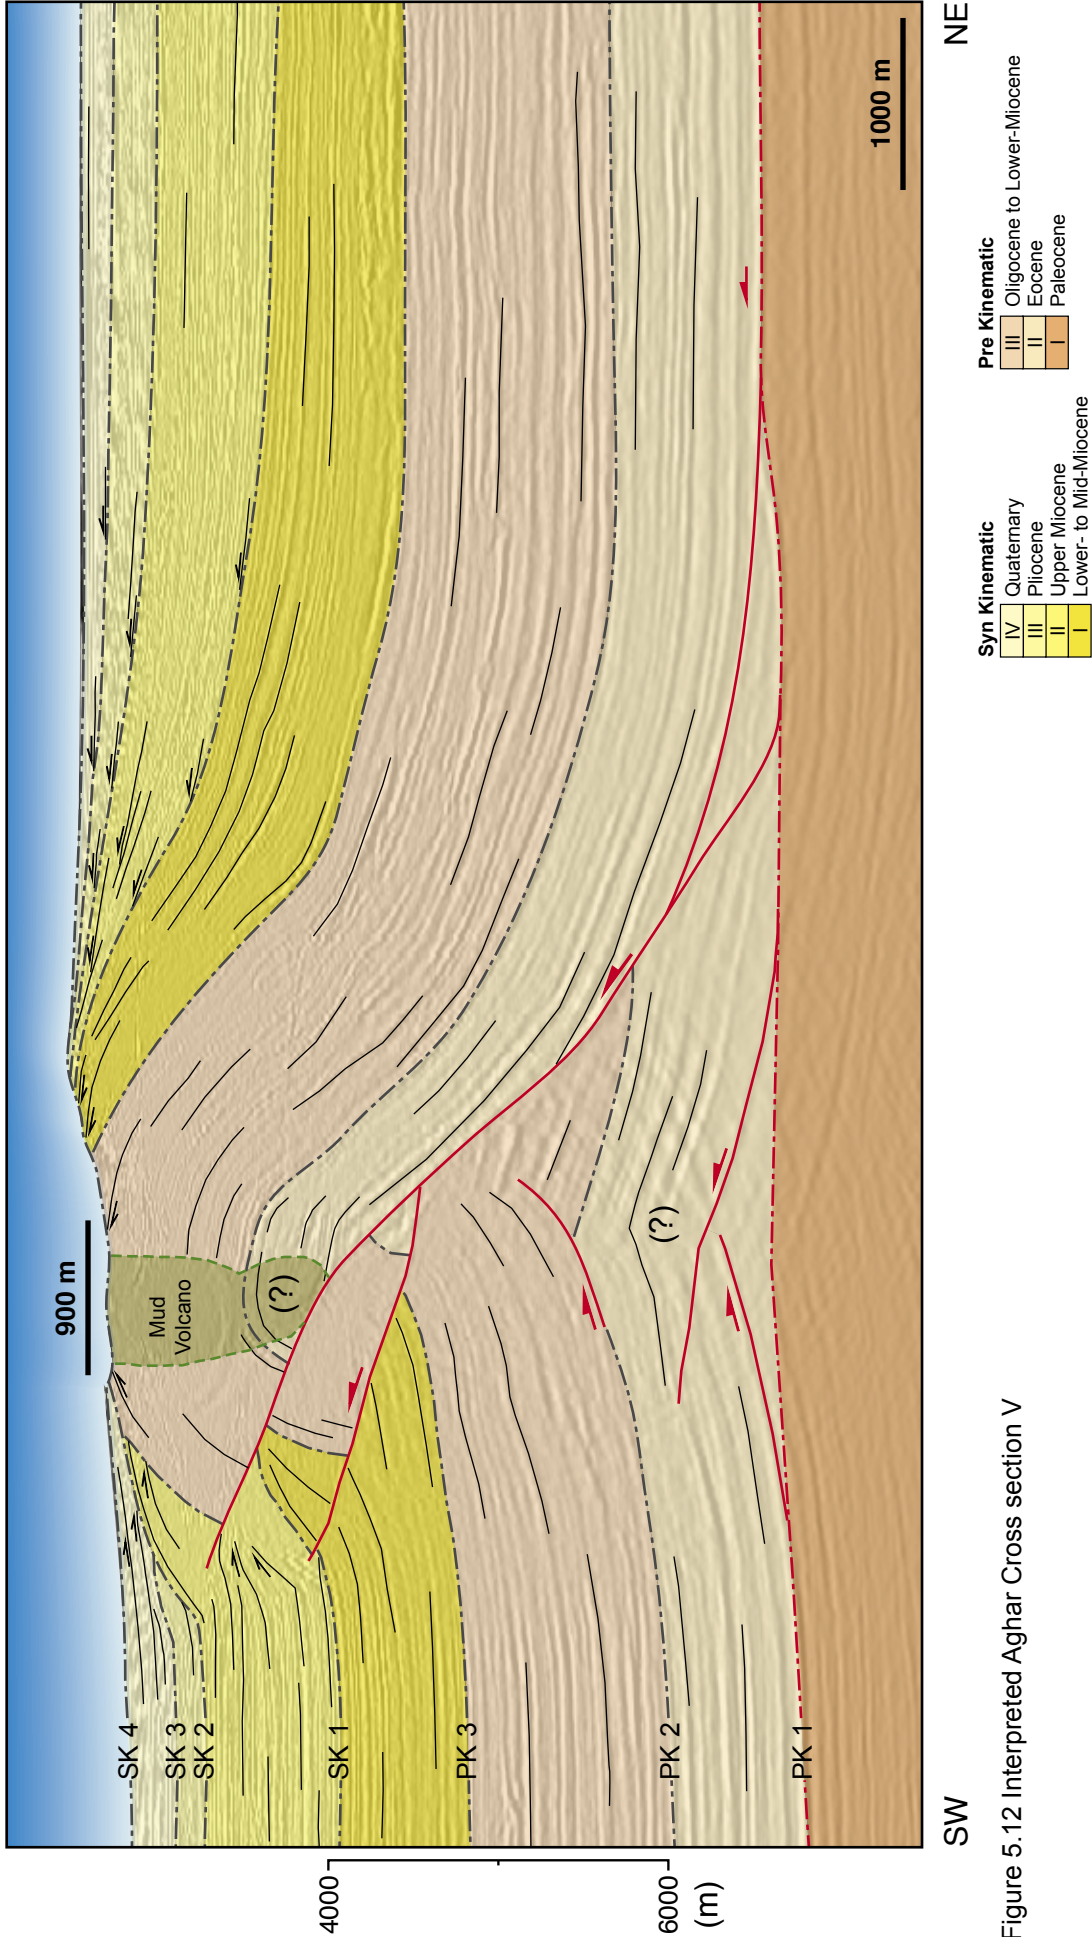 900 m
Mud
Volcano
(?)
(?)
SK 4
SK 3
SK 2
SK 1
PK 3
PK 2
PK 1
1000 m
4000
6000
(m)
SW
NE
Syn Kinematic
IV Quaternary
III Pliocene
II Upper Miocene
I Lower- to Mid-Miocene
Pre Kinematic
III Oligocene to Lower-Miocene
II Eocene
I Paleocene
Figure 5.12 Interpreted Aghar Cross section V